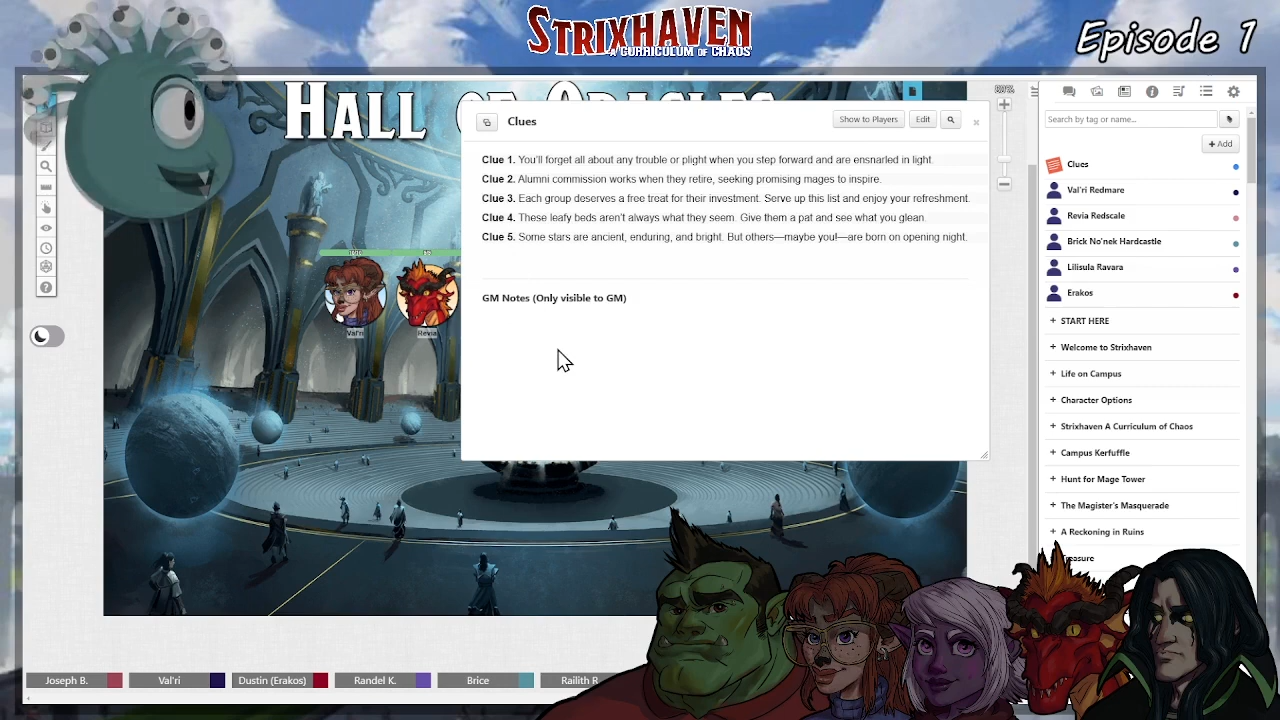 STRIXHAVEN
A CURRICULUM OF CHAOS
Episode 1
HALL OF ORACLES
Clues
Show to Players
Edit
Clue 1. You'll forget all about any trouble or plight when you step forward and are ensnarled in light.
Clue 2. Alumni commission works when they retire, seeking promising mages to inspire.
Clue 3. Each group deserves a free treat for their investment. Serve up this list and enjoy your refreshment.
Clue 4. These leafy beds aren't always what they seem. Give them a pat and see what you glean.
Clue 5. Some stars are ancient, enduring, and bright. But others—maybe you!—are born on opening night.
GM Notes (Only visible to GM)
Val'ri
Revia
Search by tag or name...
+ Add
Clues
Val'ri Redmare
Revia Redscale
Brick No'nek Hardcastle
Lilisula Ravara
Erakos
+ START HERE
+ Welcome to Strixhaven
+ Life on Campus
+ Character Options
+ Strixhaven A Curriculum of Chaos
+ Campus Kerfuffle
+ Hunt for Mage Tower
+ The Magister's Masquerade
+ A Reckoning in Ruins
Treasure
Joseph B.
Val'ri
Dustin (Erakos)
Randel K.
Brice
Railith R